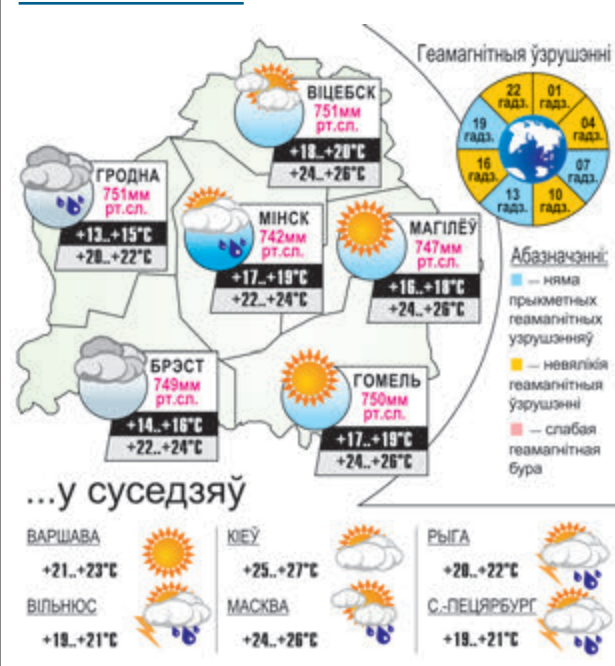 Геамагнітныя ўзрушэнні
22 гадз.
01 гадз.
04 гадз.
07 гадз.
10 гадз.
13 гадз.
16 гадз.
19 гадз.
ВІЦЕБСК
751мм
рт.сл.
+18..+20°C
+24..+26°C
ГРОДНА
751мм
рт.сл.
+13..+15°C
+20..+22°C
МІНСК
742мм
рт.сл.
+17..+19°C
+22..+24°C
МАГІЛЁЎ
747мм
рт.сл.
+16..+18°C
+24..+26°C
БРЭСТ
749мм
рт.сл.
+14..+16°C
+22..+24°C
ГОМЕЛЬ
750мм
рт.сл.
+17..+19°C
+24..+26°C
Абазначэнні:
— няма
прыкметных
геамагнітных
узрушэнняў
— невялікія
геамагнітныя
ўзрушэнні
— слабая
геамагнітная
бура
...у суседзяў
ВАРШАВА
+21..+23°C
КІЕЎ
+25..+27°C
РЫГА
+20..+22°C
ВІЛЬНЮС
+19..+21°C
МАСКВА
+24..+26°C
С.-ПЕЦЯРБУРГ
+19..+21°C